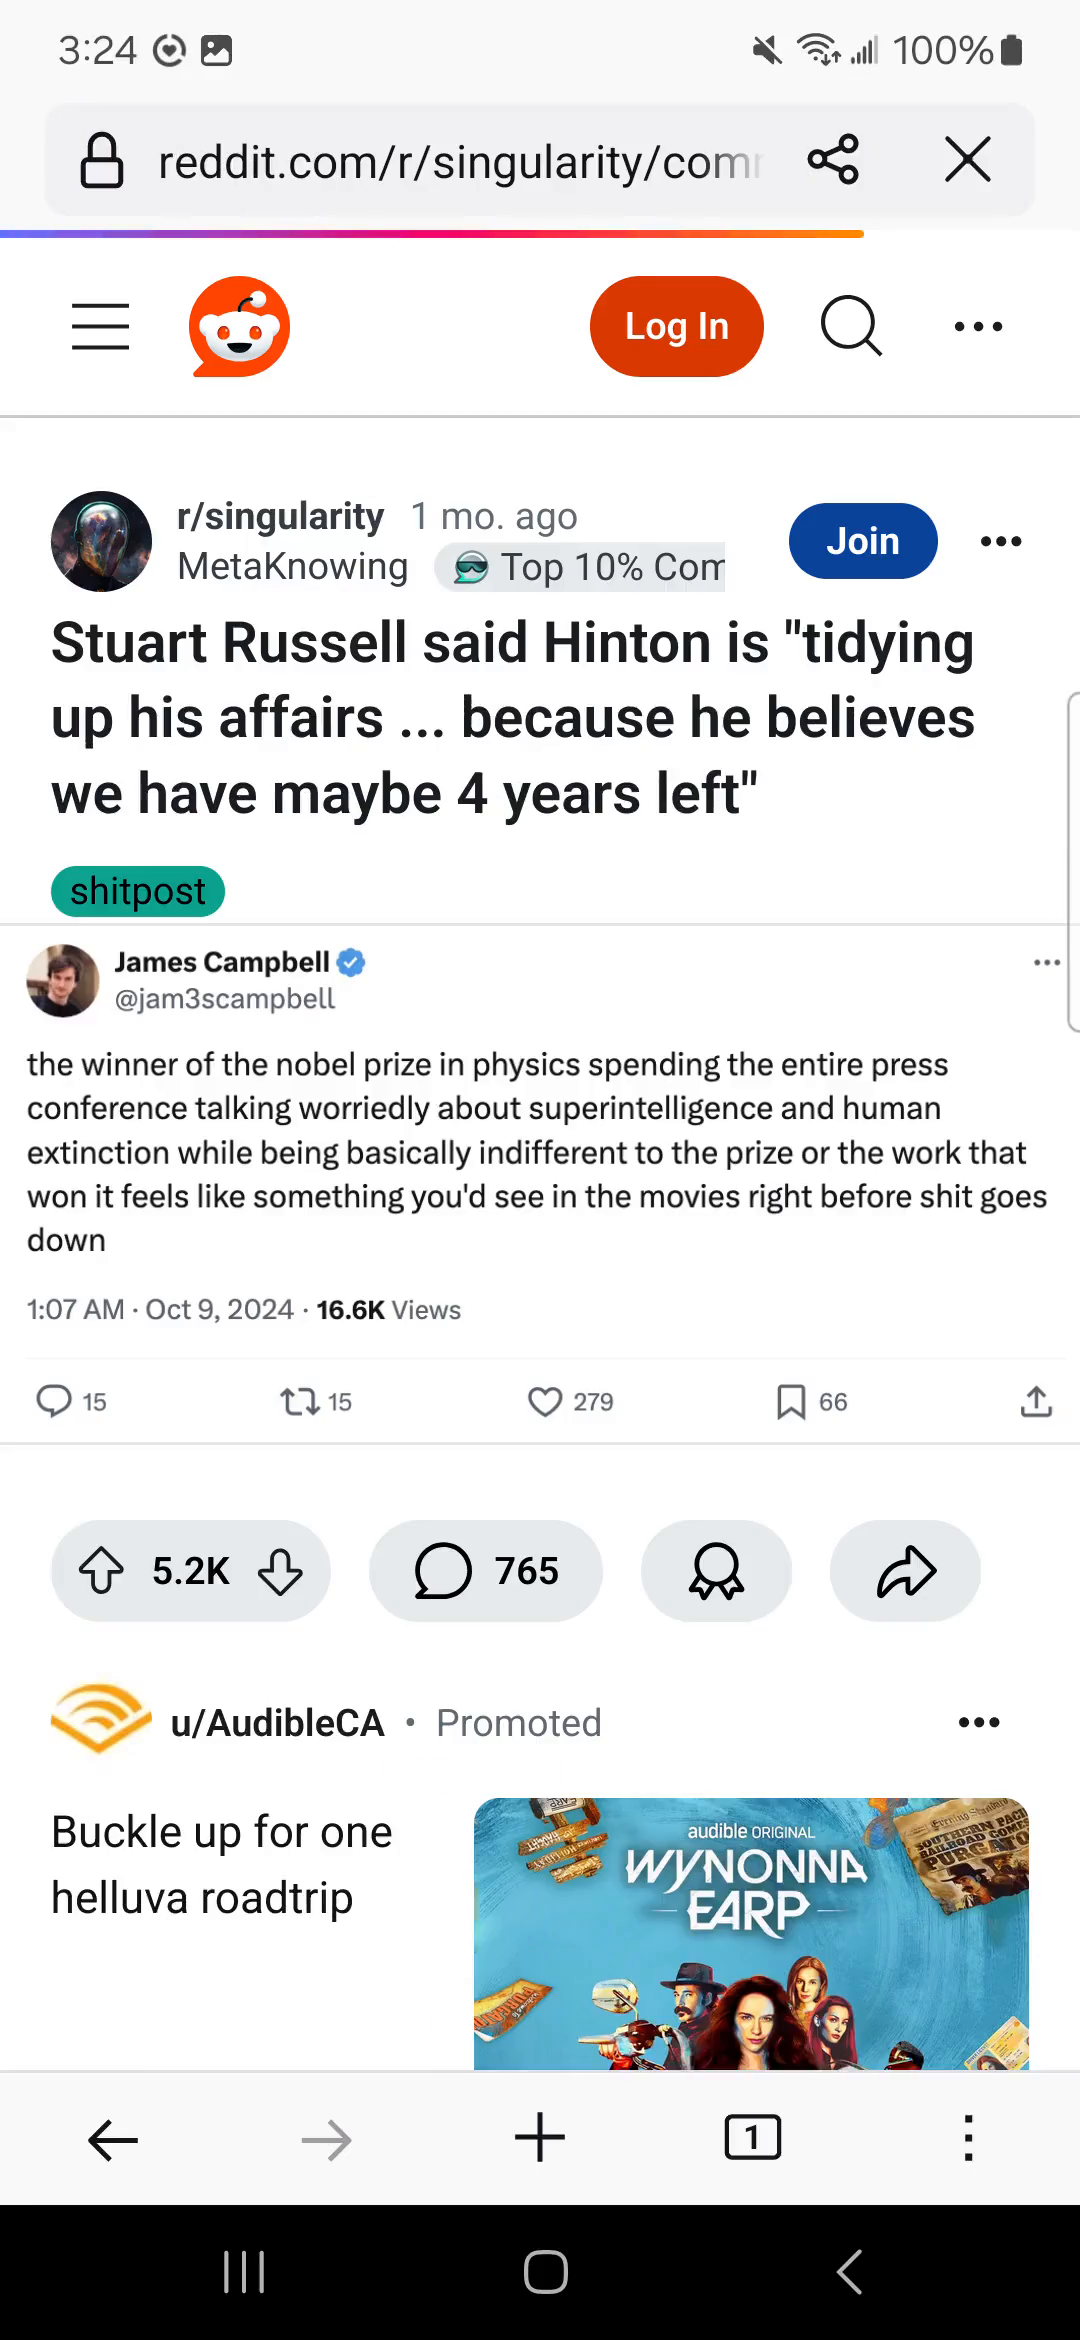 3:24
100%
reddit.com/r/singularity/com
Log In
r/singularity 1 mo. ago
MetaKnowing Top 10% Com
Join
Stuart Russell said Hinton is "tidying
up his affairs ... because he believes
we have maybe 4 years left"
shitpost
James Campbell
@jam3scampbell
the winner of the nobel prize in physics spending the entire press
conference talking worriedly about superintelligence and human
extinction while being basically indifferent to the prize or the work that
won it feels like something you'd see in the movies right before shit goes
down
1:07 AM · Oct 9, 2024 · 16.6K Views
15
15
279
66
5.2K
765
u/AudibleCA • Promoted
Buckle up for one
helluva roadtrip
audible ORIGINAL
WYNONNA
EARP
1